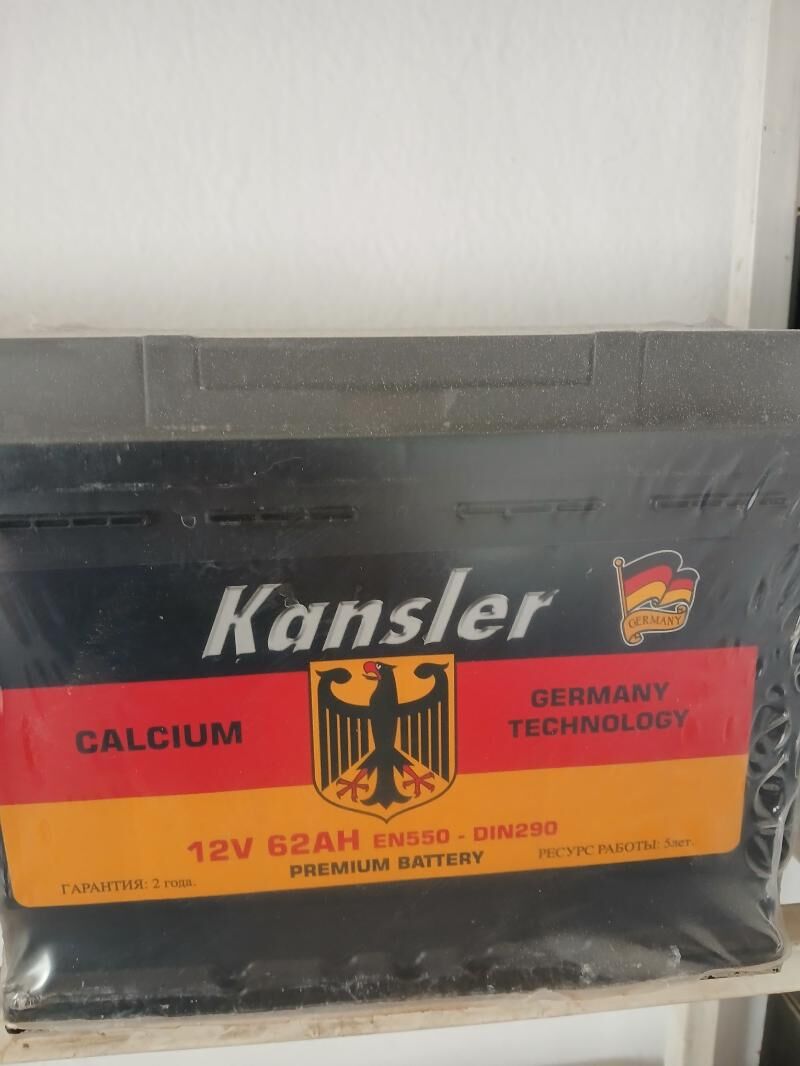 Kansler
GERMANY
CALCIUM
GERMANY
TECHNOLOGY
12V 62AH EN550 - DIN290
PREMIUM BATTERY
ГАРАНТИЯ: 2 года.
РЕСУРС РАБОТЫ: 5лет.